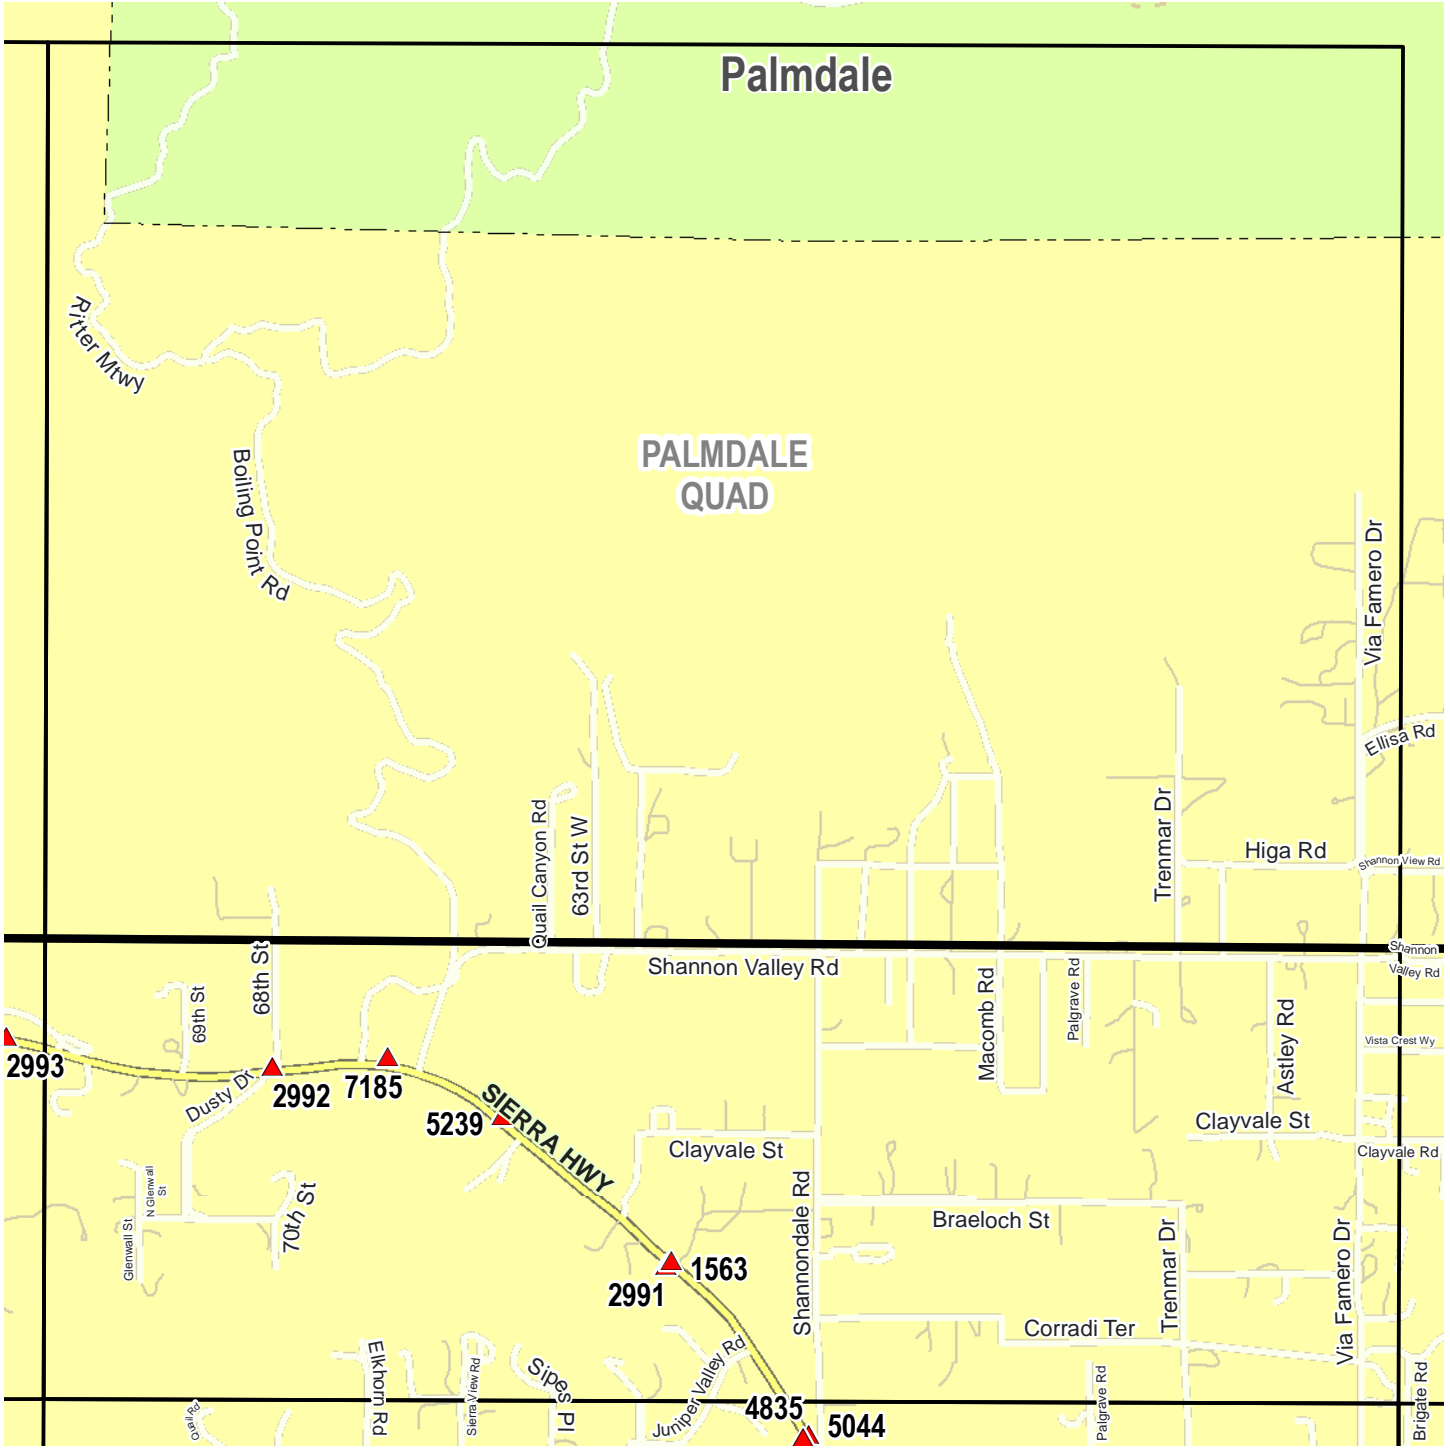 Palmdale
Ritter Mtwy
PALMDALE
QUAD
Boiling Point Rd
Via Famero Dr
Ellisa Rd
Quail Canyon Rd
63rd St W
Trenmar Dr
Higa Rd
Shannon View Rd
68th St
Shannon Valley Rd
Shannon
Valley Rd
69th St
Macomb Rd
Palgrave Rd
Astley Rd
Vista Crest Wy
2993
Dusty Dr
2992
7185
5239
SIERRA HWY
Clayvale St
Clayvale St
Clayvale Rd
N Glenwall
St
Glenwall St
70th St
Shannondale Rd
Braeloch St
Trenmar Dr
Via Famero Dr
1563
2991
Corradi Ter
Elkhorn Rd
Sierra View Rd
Sipes Pl
Juniper Valley Rd
Palgrave Rd
Brigate Rd
Quail Rd
4835
5044